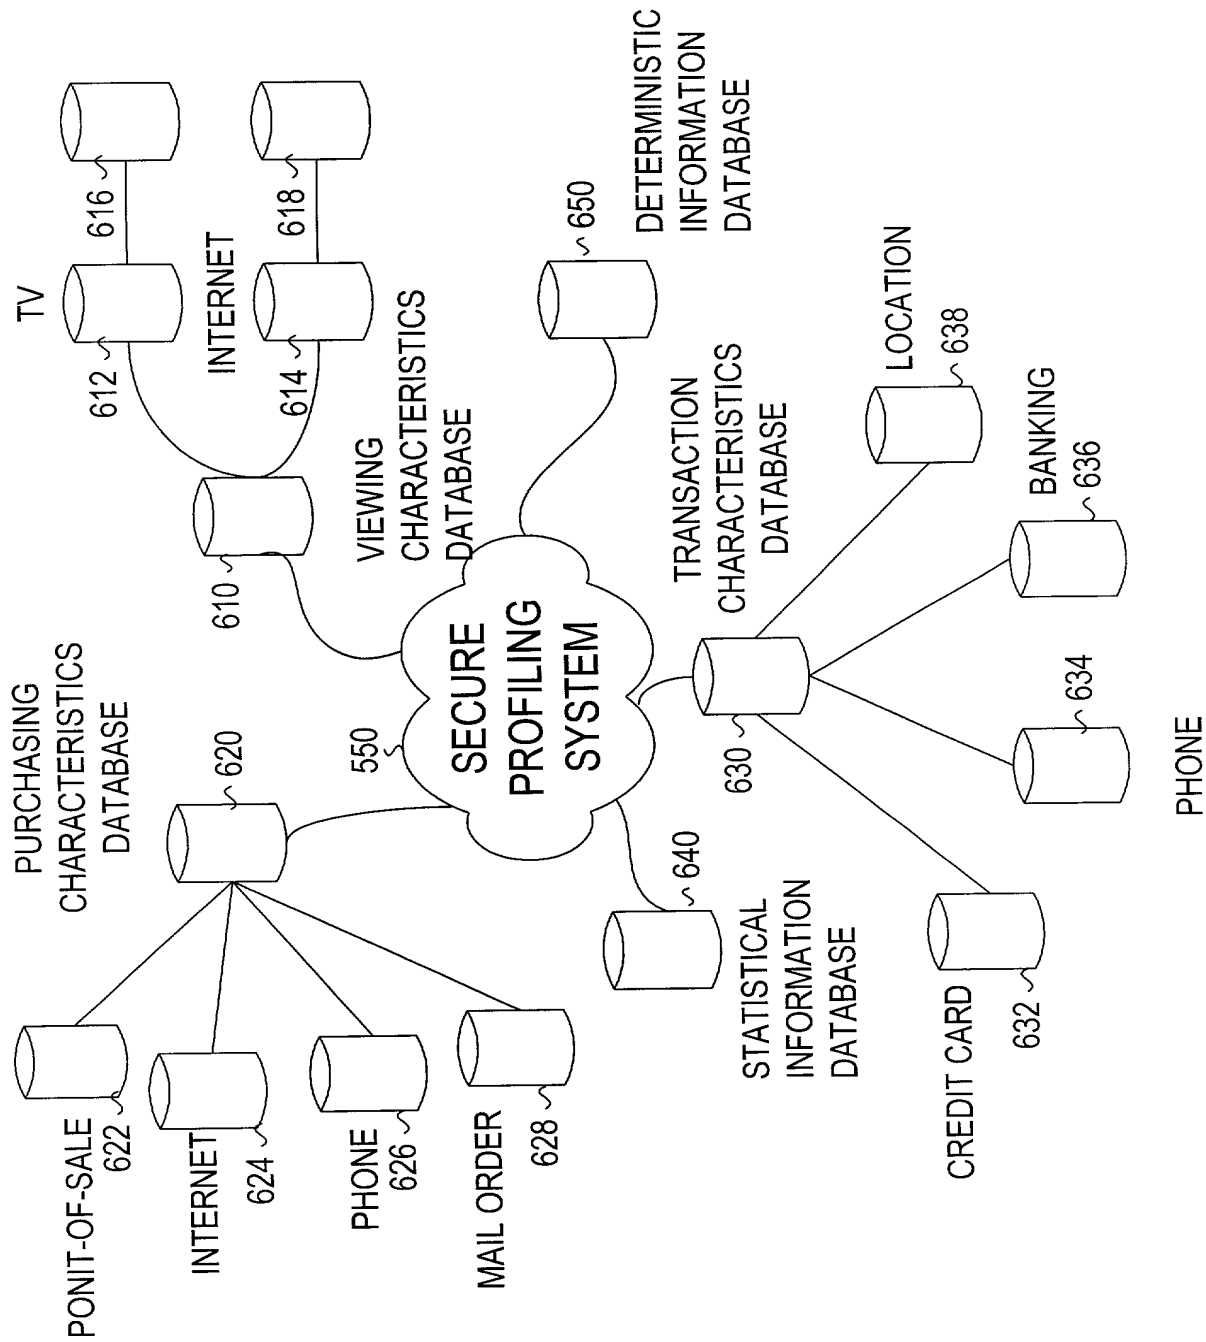 PURCHASING
CHARACTERISTICS
DATABASE
620
PONIT-OF-SALE
622
INTERNET
624
PHONE
626
MAIL ORDER
628
TV
612
616
INTERNET
614
618
610
VIEWING
CHARACTERISTICS
DATABASE
550
SECURE
PROFILING
SYSTEM
650
DETERMINISTIC
INFORMATION
DATABASE
640
STATISTICAL
INFORMATION
DATABASE
TRANSACTION
CHARACTERISTICS
DATABASE
630
CREDIT CARD
632
634
PHONE
BANKING
636
LOCATION
638